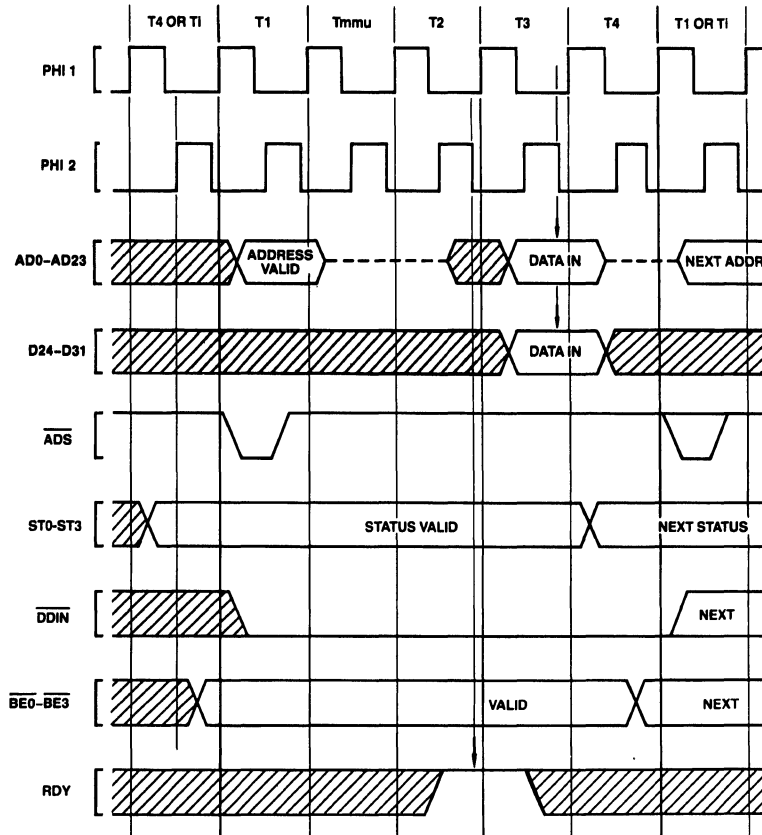 T4 OR Ti T1 Tmmu T2 T3 T4 T1 OR Ti
PHI 1
PHI 2
AD0–AD23 ADDRESS VALID DATA IN NEXT ADDR
D24–D31 DATA IN
ADS
ST0-ST3 STATUS VALID NEXT STATUS
DDIN NEXT
BE0–BE3 VALID NEXT
RDY